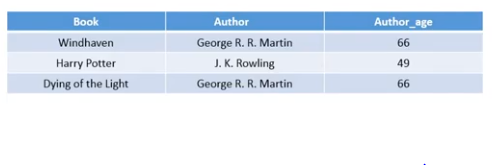 Book Author Author_age
Windhaven George R. R. Martin 66
Harry Potter J. K. Rowling 49
Dying of the Light George R. R. Martin 66